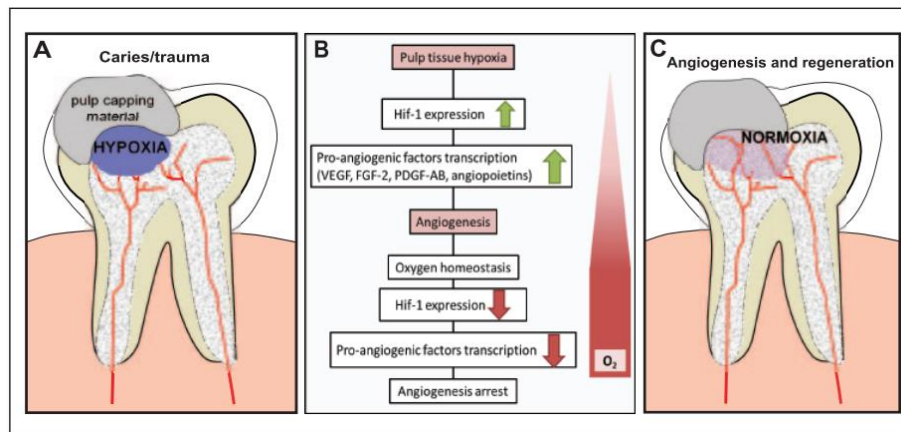 A
Caries/trauma
pulp capping
material
HYPOXIA
B
Pulp tissue hypoxia
Hif-1 expression
Pro-angiogenic factors transcription
(VEGF, FGF-2, PDGF-AB, angiopoietins)
Angiogenesis
Oxygen homeostasis
Hif-1 expression
Pro-angiogenic factors transcription
Angiogenesis arrest
O₂
C
Angiogenesis and regeneration
NORMOXIA